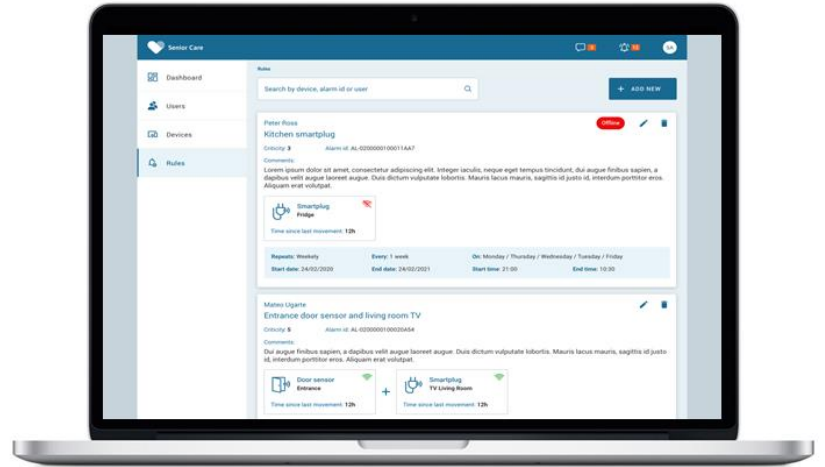 Senior Care
SA
Dashboard
Users
Devices
Rules
Rules
Search by device, alarm id or user
+ ADD NEW
Peter Ross
Offline
Kitchen smartplug
Criticity: 3 Alarm id: AL-0200000100011AA7
Comments:
Lorem ipsum dolor sit amet, consectetur adipiscing elit. Integer iaculis, neque eget tempus tincidunt, dui augue finibus sapien, a
dapibus velit augue laoreet augue. Duis dictum vulputate lobortis. Mauris lacus mauris, sagittis id justo id, interdum porttitor eros.
Aliquam erat volutpat.
Smartplug
Fridge
Time since last movement: 12h
Repeats: Weekely Every: 1 week On: Monday / Thursday / Wednesday / Tuesday / Friday
Start date: 24/02/2020 End date: 24/02/2021 Start time: 21:00 End time: 10:30
Mateo Ugarte
Entrance door sensor and living room TV
Criticity: 5 Alarm id: AL-0200000100020A54
Comments:
Dui augue finibus sapien, a dapibus velit augue laoreet augue. Duis dictum vulputate lobortis. Mauris lacus mauris, sagittis id justo
id, interdum porttitor eros. Aliquam erat volutpat.
Door sensor
Entrance
Time since last movement: 12h
+
Smartplug
TV Living Room
Time since last movement: 12h